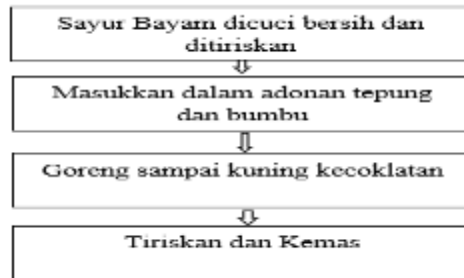 Sayur Bayam dicuci bersih dan
ditiriskan
Masukkan dalam adonan tepung
dan bumbu
Goreng sampai kuning kecoklatan
Tiriskan dan Kemas